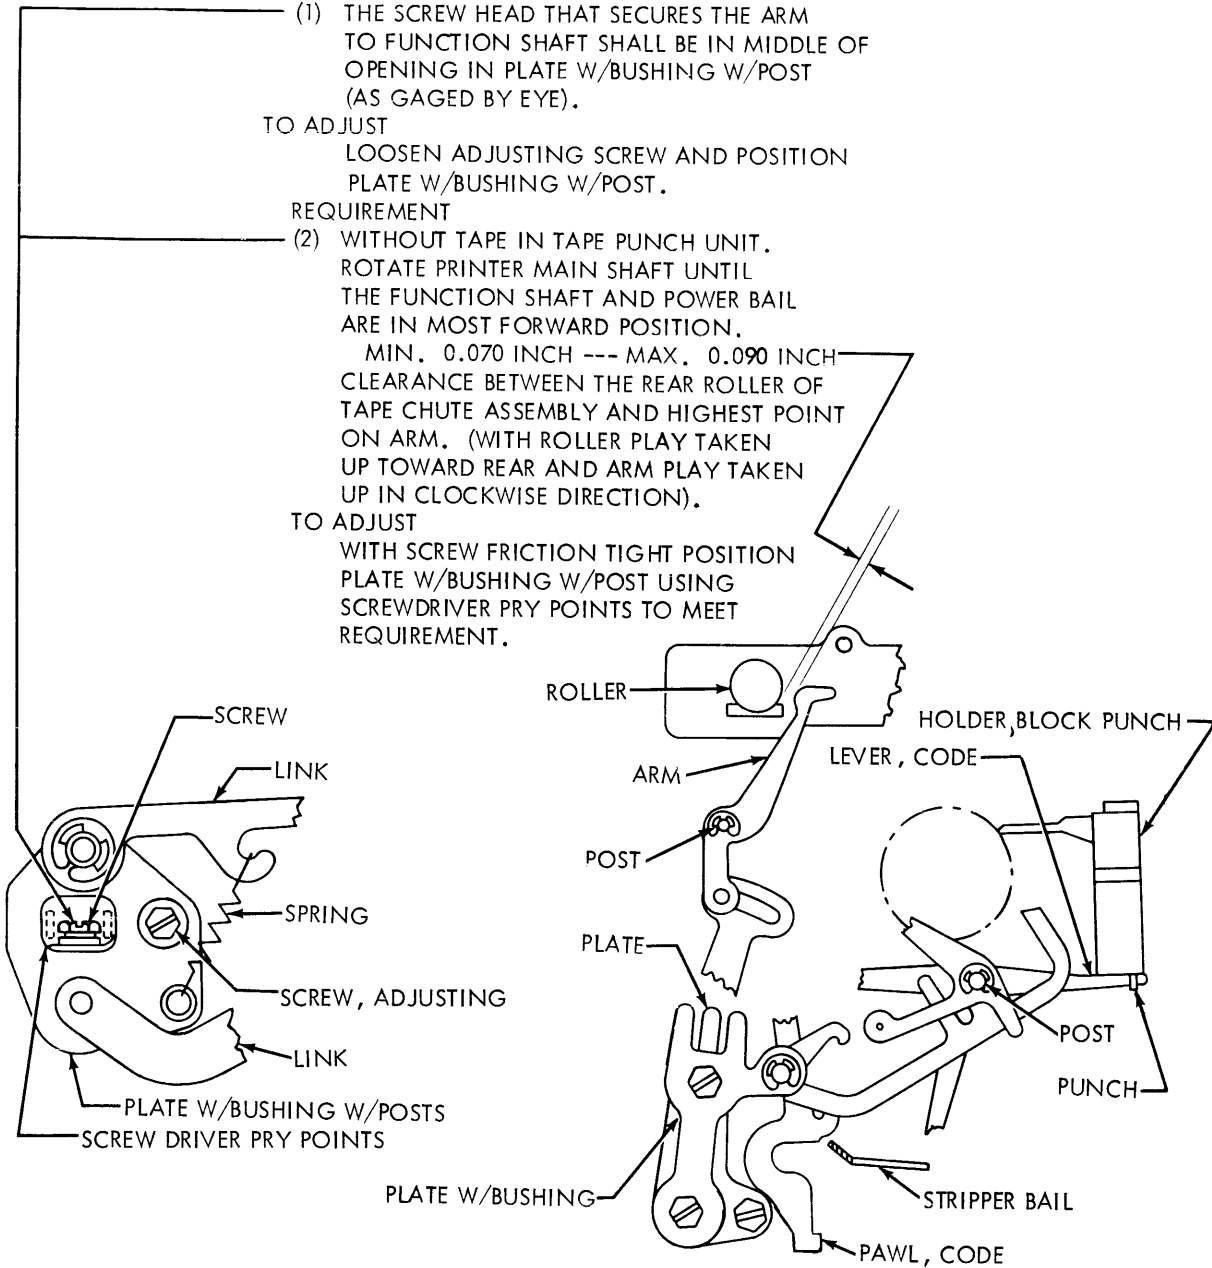 (1) THE SCREW HEAD THAT SECURES THE ARM
TO FUNCTION SHAFT SHALL BE IN MIDDLE OF
OPENING IN PLATE W/BUSHING W/POST
(AS GAGED BY EYE).
TO ADJUST
LOOSEN ADJUSTING SCREW AND POSITION
PLATE W/BUSHING W/POST.
REQUIREMENT
(2) WITHOUT TAPE IN TAPE PUNCH UNIT.
ROTATE PRINTER MAIN SHAFT UNTIL
THE FUNCTION SHAFT AND POWER BAIL
ARE IN MOST FORWARD POSITION.
MIN. 0.070 INCH --- MAX. 0.090 INCH
CLEARANCE BETWEEN THE REAR ROLLER OF
TAPE CHUTE ASSEMBLY AND HIGHEST POINT
ON ARM. (WITH ROLLER PLAY TAKEN
UP TOWARD REAR AND ARM PLAY TAKEN
UP IN CLOCKWISE DIRECTION).
TO ADJUST
WITH SCREW FRICTION TIGHT POSITION
PLATE W/BUSHING W/POST USING
SCREWDRIVER PRY POINTS TO MEET
REQUIREMENT.
ROLLER
SCREW
HOLDER, BLOCK PUNCH
LEVER, CODE
LINK
ARM
POST
SPRING
PLATE
SCREW, ADJUSTING
POST
LINK
PUNCH
PLATE W/BUSHING W/POSTS
SCREW DRIVER PRY POINTS
PLATE W/BUSHING
STRIPPER BAIL
PAWL, CODE